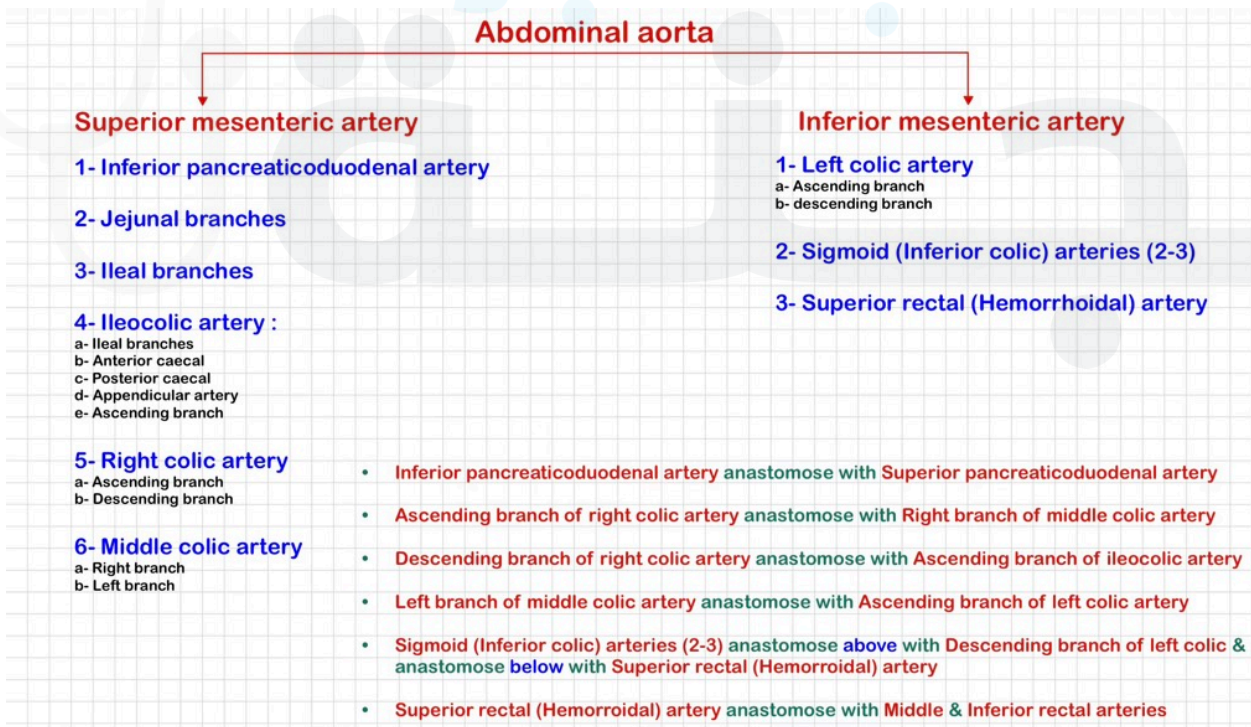 Abdominal aorta
Superior mesenteric artery
1- Inferior pancreaticoduodenal artery
2- Jejunal branches
3- Ileal branches
4- Ileocolic artery :
a- Ileal branches
b- Anterior caecal
c- Posterior caecal
d- Appendicular artery
e- Ascending branch
5- Right colic artery
a- Ascending branch
b- Descending branch
6- Middle colic artery
a- Right branch
b- Left branch
Inferior mesenteric artery
1- Left colic artery
a- Ascending branch
b- descending branch
2- Sigmoid (Inferior colic) arteries (2-3)
3- Superior rectal (Hemorrhoidal) artery
• Inferior pancreaticoduodenal artery anastomose with Superior pancreaticoduodenal artery
• Ascending branch of right colic artery anastomose with Right branch of middle colic artery
• Descending branch of right colic artery anastomose with Ascending branch of ileocolic artery
• Left branch of middle colic artery anastomose with Ascending branch of left colic artery
• Sigmoid (Inferior colic) arteries (2-3) anastomose above with Descending branch of left colic &
anastomose below with Superior rectal (Hemorroidal) artery
• Superior rectal (Hemorroidal) artery anastomose with Middle & Inferior rectal arteries